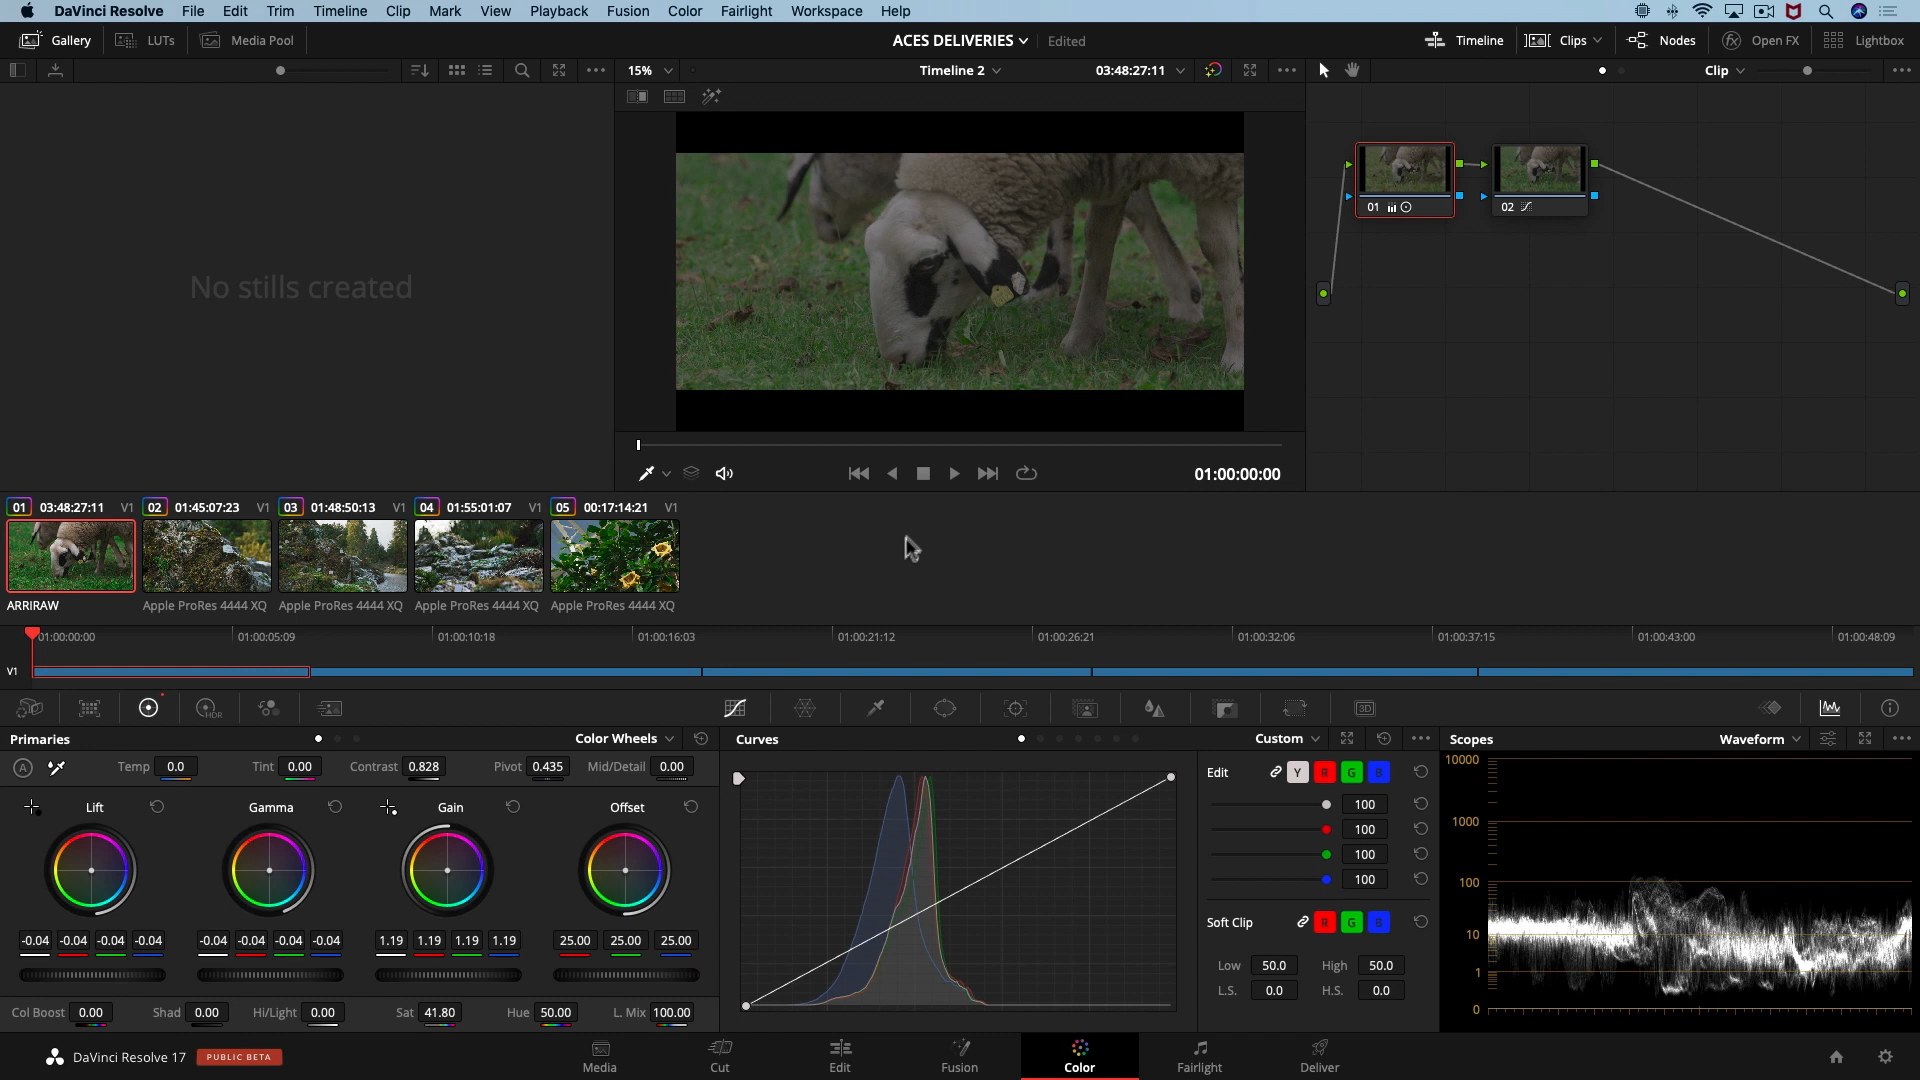 DaVinci Resolve File Edit Trim Timeline Clip Mark View Playback Fusion Color Fairlight Workspace Help
Gallery LUTs Media Pool ACES DELIVERIES Edited Timeline Clips Nodes Open FX Lightbox
15% Timeline 2 03:48:27:11 Clip
No stills created
01 02
01:00:00:00
01 03:48:27:11 V1 02 01:45:07:23 V1 03 01:48:50:13 V1 04 01:55:01:07 V1 05 00:17:14:21 V1
ARRIRAW Apple ProRes 4444 XQ Apple ProRes 4444 XQ Apple ProRes 4444 XQ Apple ProRes 4444 XQ
01:00:00:00 01:00:05:09 01:00:10:18 01:00:16:03 01:00:21:12 01:00:26:21 01:00:32:06 01:00:37:15 01:00:43:00 01:00:48:09
V1
HDR 3D
Primaries Color Wheels Curves Custom Scopes Waveform
A Temp 0.0 Tint 0.00 Contrast 0.828 Pivot 0.435 Mid/Detail 0.00
Edit Y R G B
Lift Gamma Gain Offset
100
100
100
100
Soft Clip R G B
-0.04 -0.04 -0.04 -0.04 -0.04 -0.04 -0.04 -0.04 1.19 1.19 1.19 1.19 25.00 25.00 25.00
Low 50.0 High 50.0
L.S. 0.0 H.S. 0.0
Col Boost 0.00 Shad 0.00 Hi/Light 0.00 Sat 41.80 Hue 50.00 L. Mix 100.00
10000
1000
100
10
1
0
DaVinci Resolve 17 PUBLIC BETA Media Cut Edit Fusion Color Fairlight Deliver